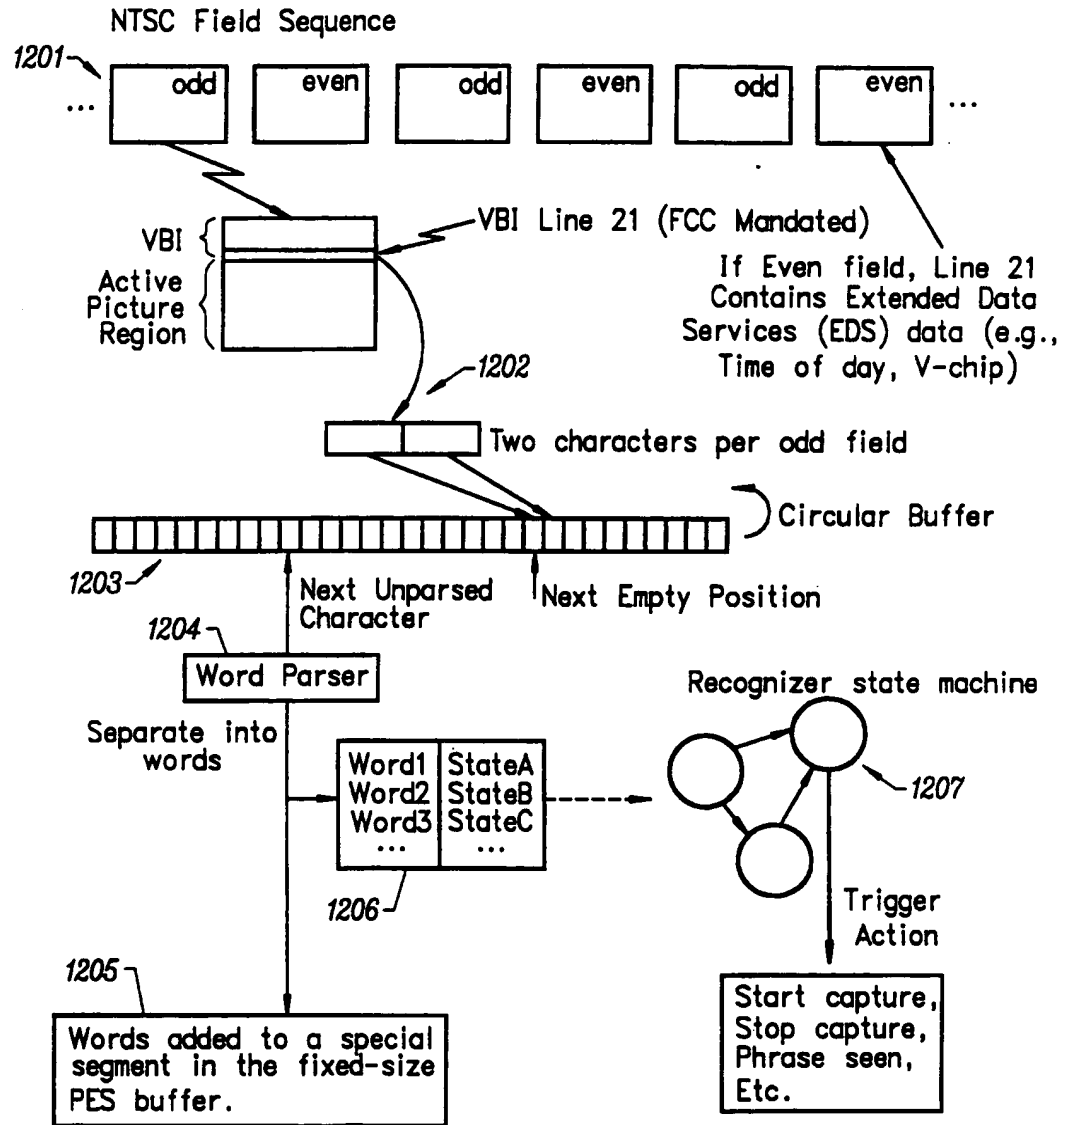 NTSC Field Sequence
1201
... odd even odd even odd even ...
VBI
VBI Line 21 (FCC Mandated)
Active
Picture
Region
If Even field, Line 21
Contains Extended Data
Services (EDS) data (e.g.,
Time of day, V-chip)
1202
Two characters per odd field
Circular Buffer
1203
Next Unparsed
Character
Next Empty Position
1204
Word Parser
Separate into
words
Word1 StateA
Word2 StateB
Word3 StateC
... ...
1206
Recognizer state machine
1207
Trigger
Action
1205
Words added to a special
segment in the fixed-size
PES buffer.
Start capture,
Stop capture,
Phrase seen,
Etc.